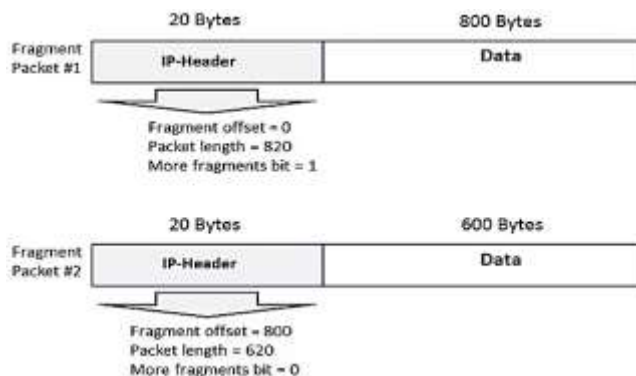 20 Bytes 800 Bytes
Fragment
Packet #1
IP-Header Data
Fragment offset = 0
Packet length = 820
More fragments bit = 1
20 Bytes 600 Bytes
Fragment
Packet #2
IP-Header Data
Fragment offset = 800
Packet length = 620
More fragments bit = 0